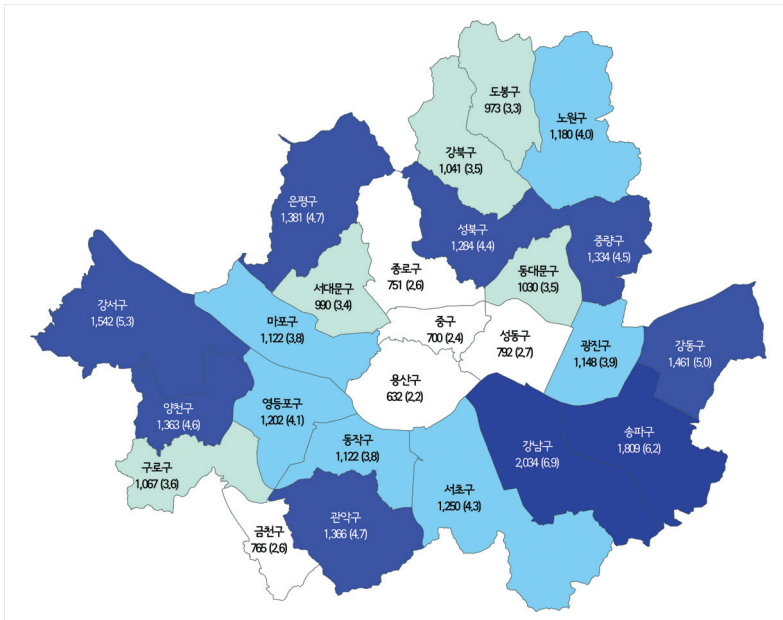 도봉구
973 (3,3)
노원구
1,180 (4,0)
강북구
1,041 (3,5)
은평구
1,381 (4,7)
성북구
1,284 (4,4)
중랑구
1,334 (4,5)
종로구
751 (2,6)
동대문구
1030 (3,5)
서대문구
990 (3,4)
강서구
1,542 (5,3)
마포구
1,122 (3,8)
중구
700 (2,4)
성동구
792 (2,7)
광진구
1,148 (3,9)
강동구
1,461 (5,0)
용산구
632 (2,2)
양천구
1,363 (4,6)
영등포구
1,202 (4,1)
동작구
1,122 (3,8)
강남구
2,034 (6,9)
송파구
1,809 (6,2)
구로구
1,067 (3,6)
서초구
1,250 (4,3)
관악구
1,366 (4,7)
금천구
765 (2,6)